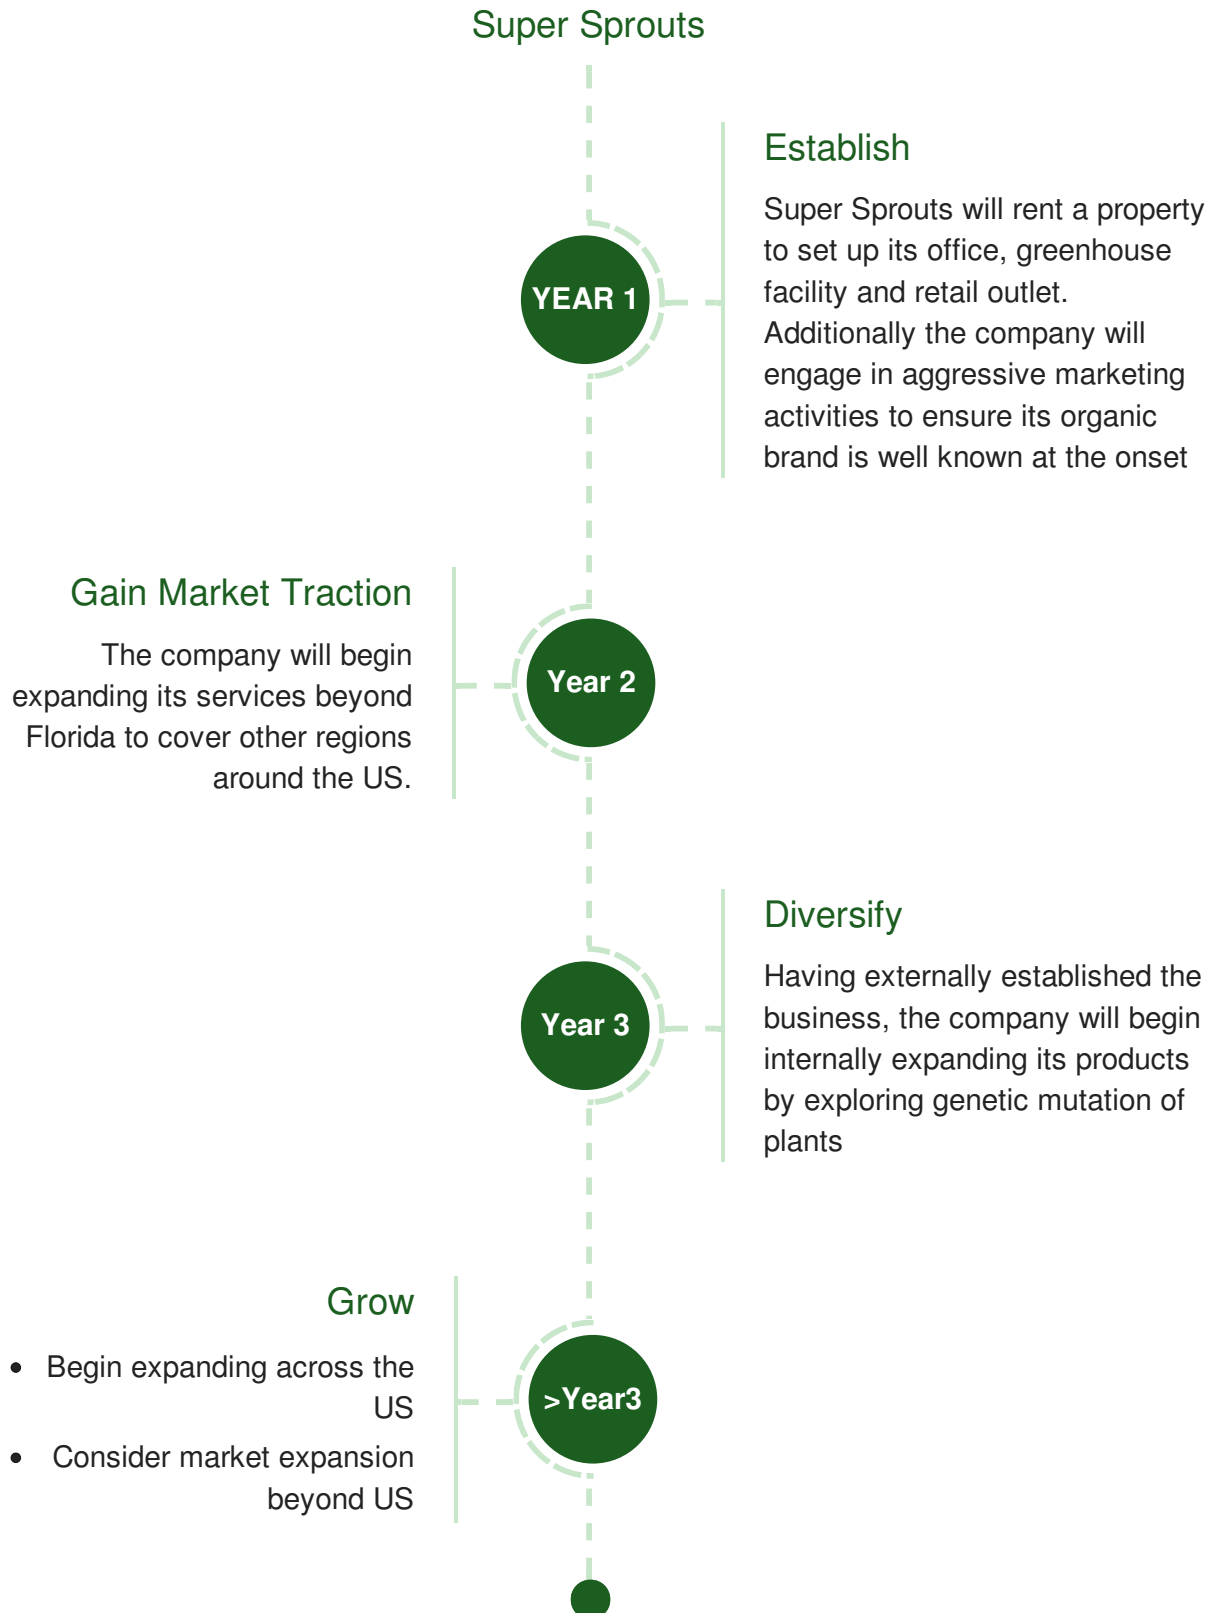 Super Sprouts
Establish
Super Sprouts will rent a property
to set up its office, greenhouse
facility and retail outlet.
Additionally the company will
engage in aggressive marketing
activities to ensure its organic
brand is well known at the onset
YEAR 1
Gain Market Traction
The company will begin
expanding its services beyond
Florida to cover other regions
around the US.
Year 2
Diversify
Having externally established the
business, the company will begin
internally expanding its products
by exploring genetic mutation of
plants
Year 3
Grow
• Begin expanding across the
US
• Consider market expansion
beyond US
>Year3